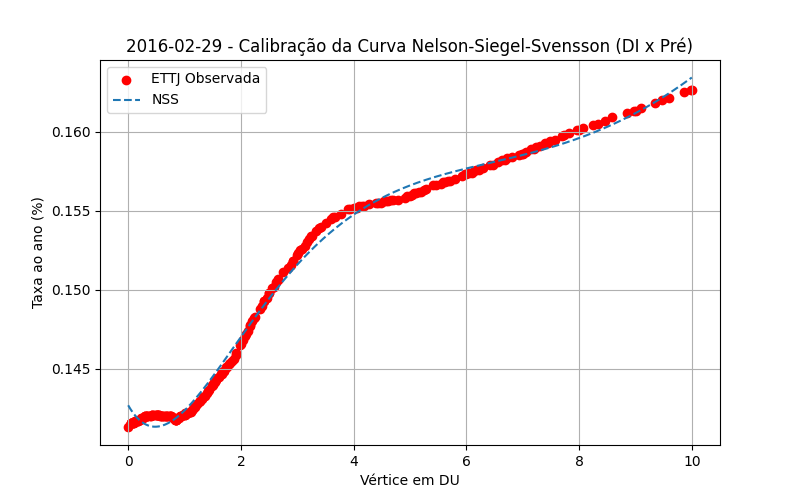 2016-02-29 - Calibração da Curva Nelson-Siegel-Svensson (DI x Pré)
ETTJ Observada
NSS
Taxa ao ano (%)
0.160
0.155
0.150
0.145
0 2 4 6 8 10
Vértice em DU